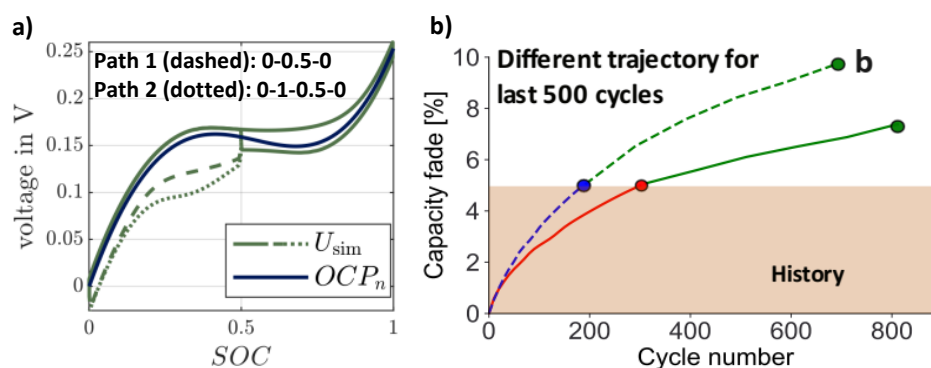 a)
0.25
0.2
0.15
0.1
0.05
0
voltage in V
Path 1 (dashed): 0-0.5-0
Path 2 (dotted): 0-1-0.5-0
U_sim
OCP_n
0
0.5
1
SOC
b)
10
8
6
4
2
0
Capacity fade [%]
Different trajectory for
last 500 cycles
b
History
0
200
400
600
800
Cycle number